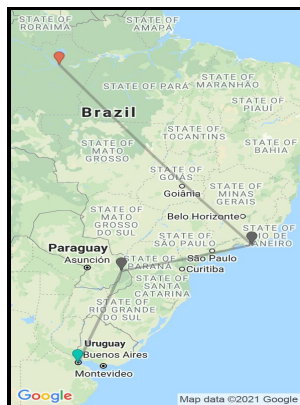 STATE OF
RORAIMA
STATE OF
AMAPÁ
STATE OF PARÁ
STATE OF
MARANHÃO
Brazil
STATE OF
PIAUÍ
STATE OF
TOCANTINS
STATE OF
MATO
GROSSO
STATE OF
BAHIA
STATE OF
GOIÁS
Goiânia
STATE OF
MINAS
GERAIS
STATE OF
MATO
GROSSO
DO SUL
Belo Horizonte
STATE OF
SÃO PAULO
STATE OF
RIO DE
JANEIRO
Paraguay
Asunción
STATE OF
PARANÁ
São Paulo
Curitiba
STATE OF
SANTA
CATARINA
STATE OF
RIO GRANDE
DO SUL
Uruguay
Buenos Aires
Montevideo
Google
Map data ©2021 Google